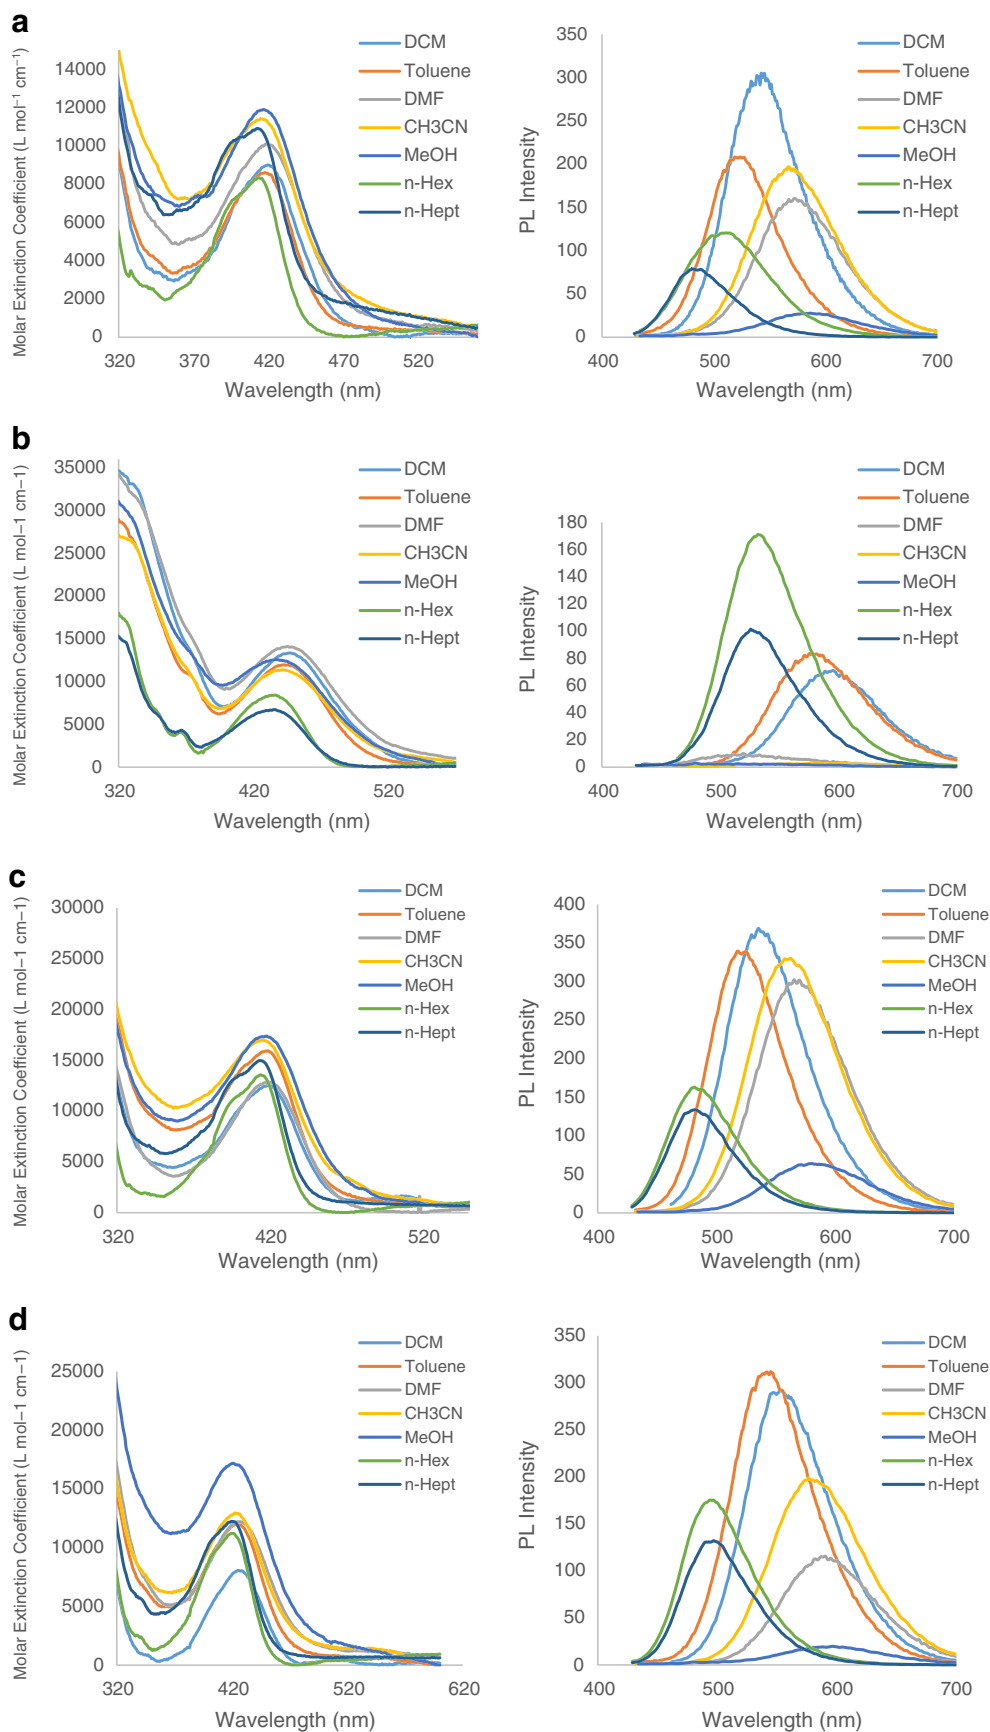 a
Molar Extinction Coefficient (L mol⁻¹ cm⁻¹)
14000
12000
10000
8000
6000
4000
2000
0
320 370 420 470 520
Wavelength (nm)
DCM
Toluene
DMF
CH3CN
MeOH
n-Hex
n-Hept
PL Intensity
350
300
250
200
150
100
50
0
400 500 600 700
Wavelength (nm)
DCM
Toluene
DMF
CH3CN
MeOH
n-Hex
n-Hept
b
Molar Extinction Coefficient (L mol–1 cm–1)
35000
30000
25000
20000
15000
10000
5000
0
320 420 520
Wavelength (nm)
DCM
Toluene
DMF
CH3CN
MeOH
n-Hex
n-Hept
PL Intensity
180
160
140
120
100
80
60
40
20
0
400 500 600 700
Wavelength (nm)
DCM
Toluene
DMF
CH3CN
MeOH
n-Hex
n-Hept
c
Molar Extinction Coefficient (L mol–1 cm–1)
30000
25000
20000
15000
10000
5000
0
320 420 520
Wavelength (nm)
DCM
Toluene
DMF
CH3CN
MeOH
n-Hex
n-Hept
PL Intensity
400
350
300
250
200
150
100
50
0
400 500 600 700
Wavelength (nm)
DCM
Toluene
DMF
CH3CN
MeOH
n-Hex
n-Hept
d
Molar Extinction Coefficient (L mol–1 cm–1)
25000
20000
15000
10000
5000
0
320 420 520 620
Wavelength (nm)
DCM
Toluene
DMF
CH3CN
MeOH
n-Hex
n-Hept
PL Intensity
350
300
250
200
150
100
50
0
400 500 600 700
Wavelength (nm)
DCM
Toluene
DMF
CH3CN
MeOH
n-Hex
n-Hept